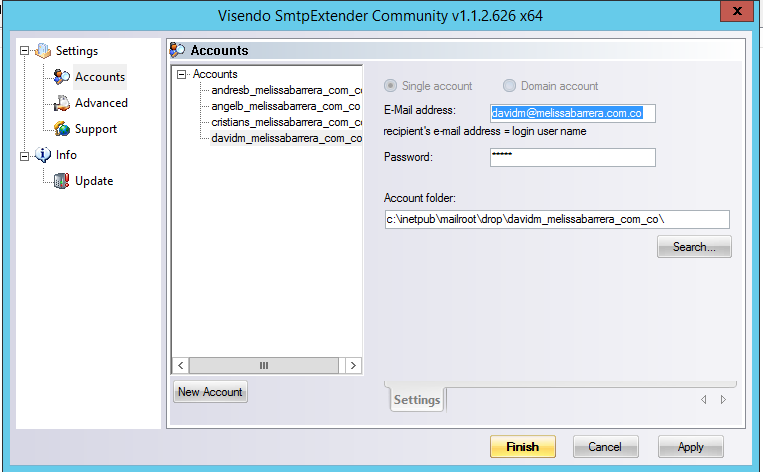 Visendo SmtpExtender Community v1.1.2.626 x64
x
Settings
Accounts
Advanced
Support
Info
Update
Accounts
Accounts
andresb_melissabarrera_com_co
angelb_melissabarrera_com_co
cristians_melissabarrera_com_co
davidm_melissabarrera_com_co
New Account
Single account
Domain account
E-Mail address:
davidm@melissabarrera.com.co
recipient's e-mail address = login user name
Password:
*****
Account folder:
c:\inetpub\mailroot\drop\davidm_melissabarrera_com_co\
Search...
Settings
Finish
Cancel
Apply